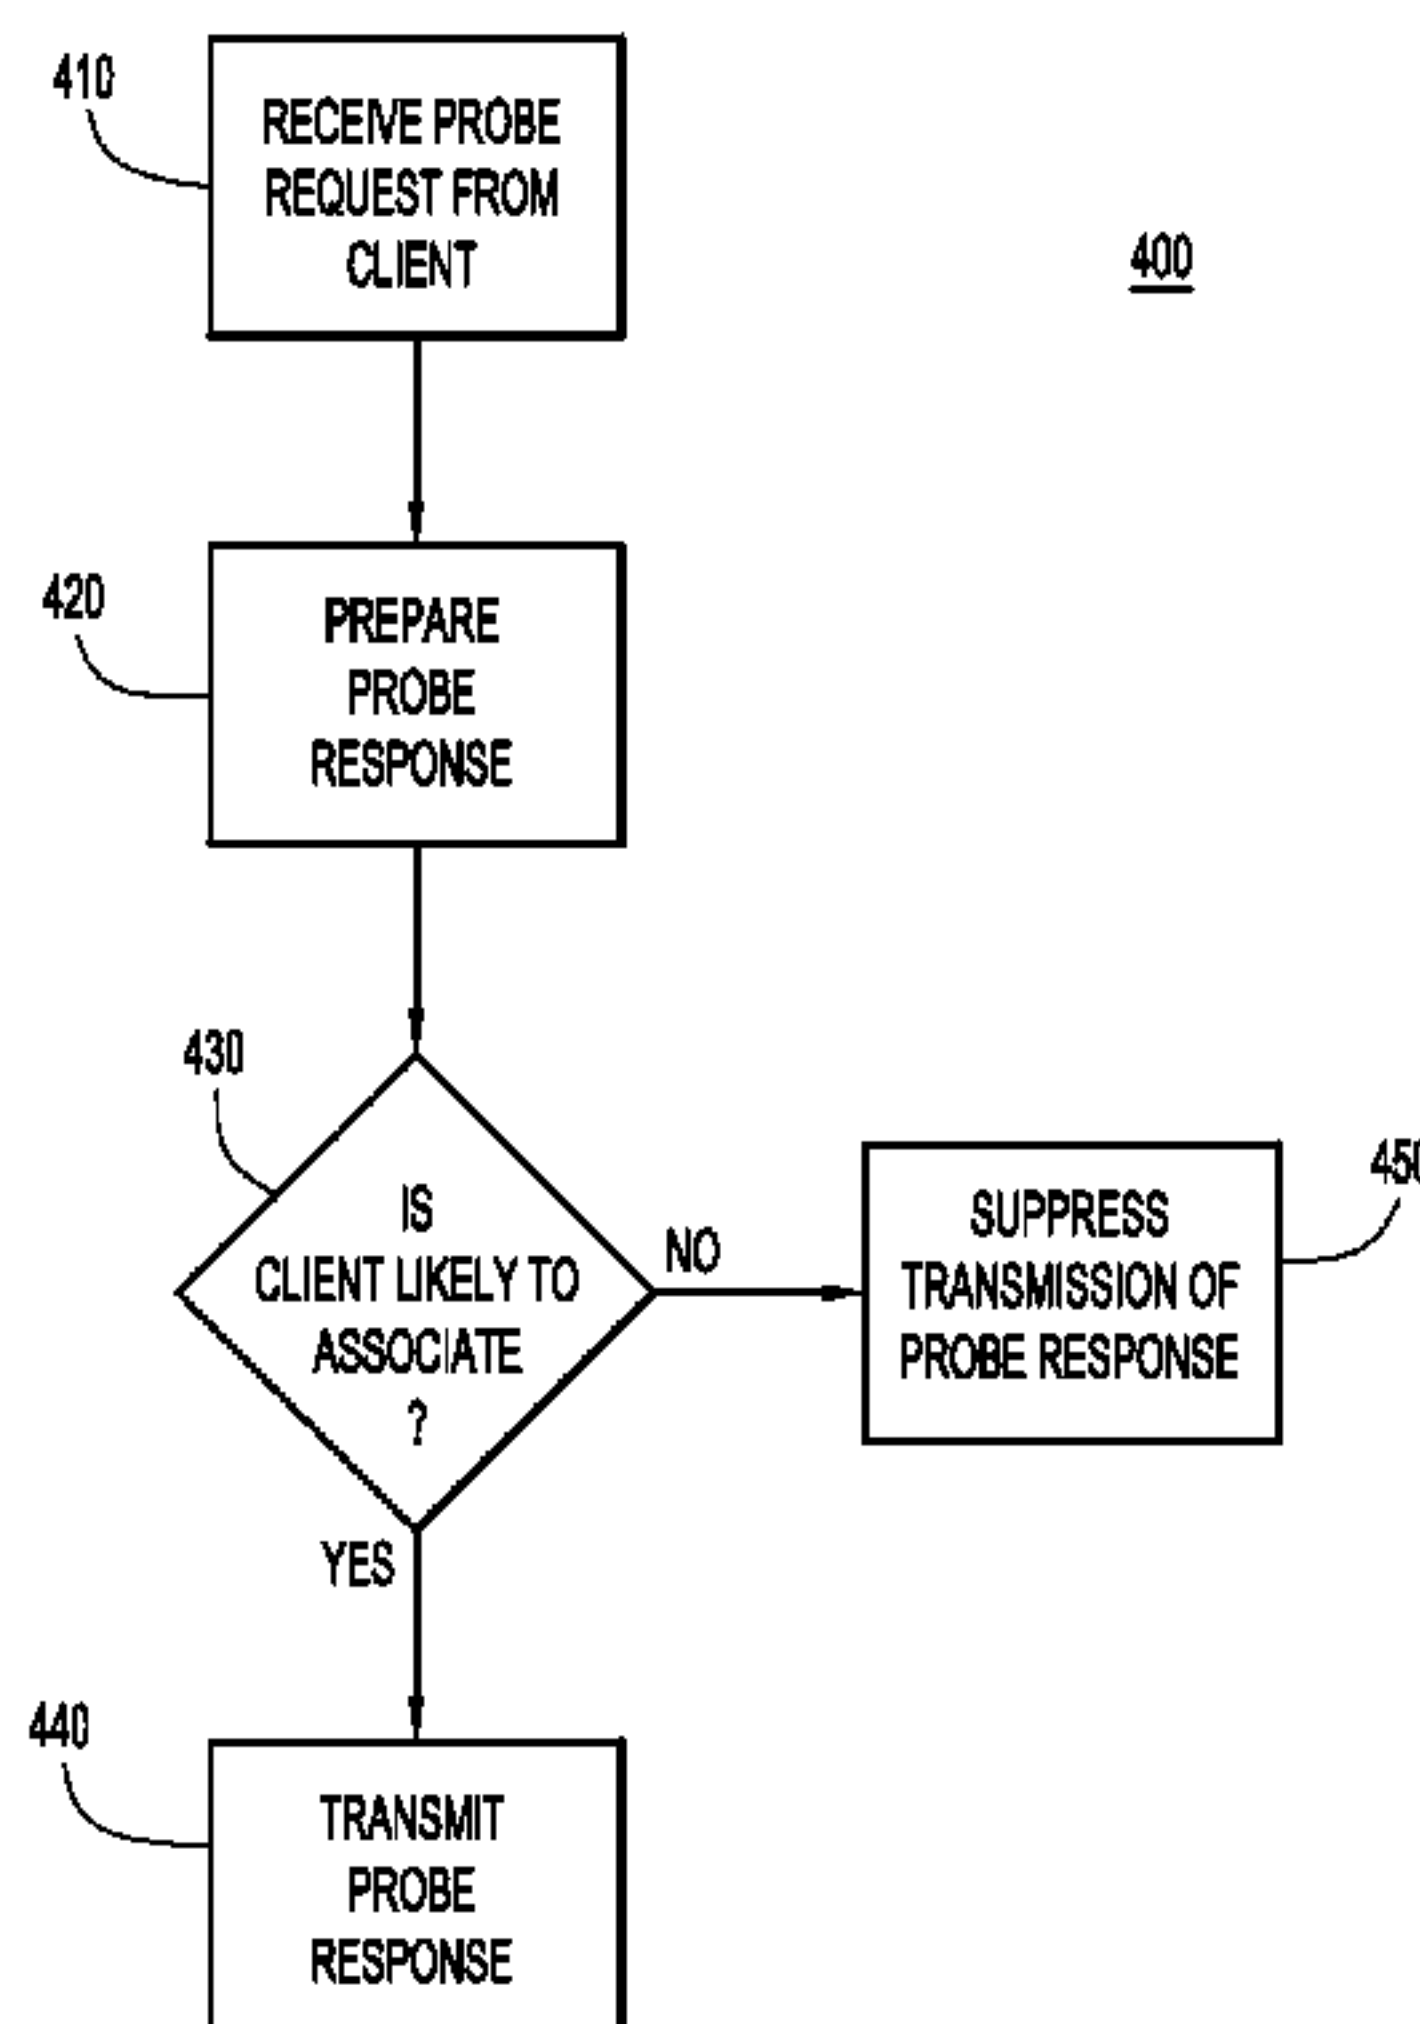 410
RECEIVE PROBE
REQUEST FROM
CLIENT
400
420
PREPARE
PROBE
RESPONSE
430
IS
CLIENT LIKELY TO
ASSOCIATE
?
NO
SUPPRESS
TRANSMISSION OF
PROBE RESPONSE
450
YES
440
TRANSMIT
PROBE
RESPONSE